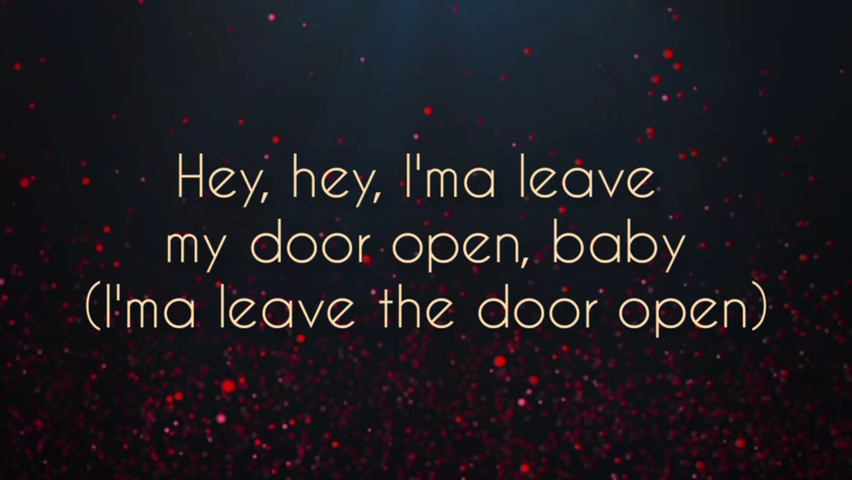 Hey, hey, I'ma leave
my door open, baby
(I'ma leave the door open)